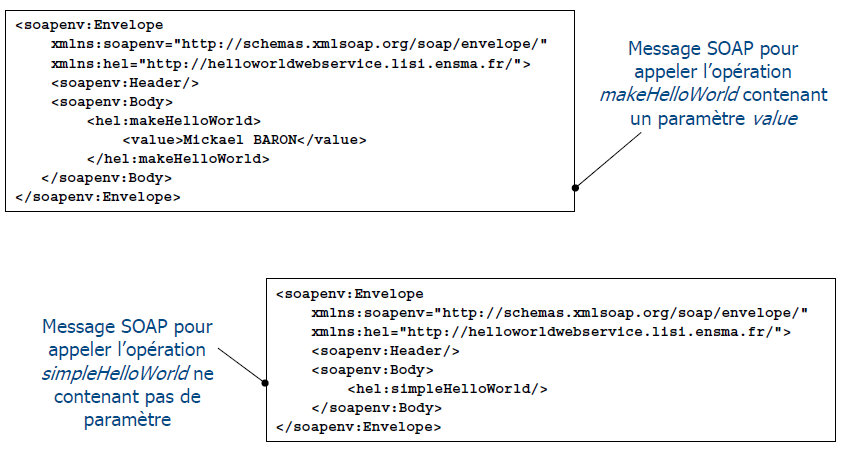 <soapenv:Envelope
xmlns:soapenv="http://schemas.xmlsoap.org/soap/envelope/"
xmlns:hel="http://helloworldwebservice.lisi.ensma.fr/">
<soapenv:Header/>
<soapenv:Body>
<hel:makeHelloWorld>
<value>Mickael BARON</value>
</hel:makeHelloWorld>
</soapenv:Body>
</soapenv:Envelope>
Message SOAP pour
appeler l'opération
makeHelloWorld contenant
un paramètre value
Message SOAP pour
appeler l'opération
simpleHelloWorld ne
contenant pas de
paramètre
<soapenv:Envelope
xmlns:soapenv="http://schemas.xmlsoap.org/soap/envelope/"
xmlns:hel="http://helloworldwebservice.lisi.ensma.fr/">
<soapenv:Header/>
<soapenv:Body>
<hel:simpleHelloWorld/>
</soapenv:Body>
</soapenv:Envelope>